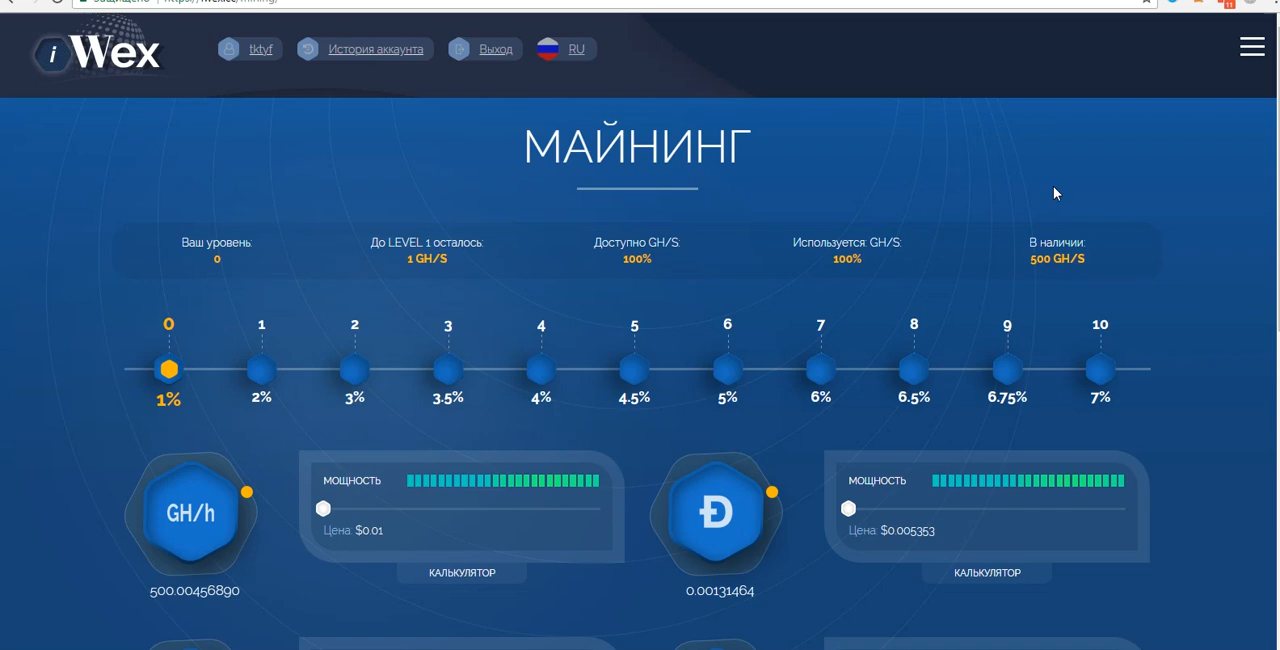 i Wex
tktyf
История аккаунта
Выход
RU
11
МАЙНИНГ
Ваш уровень:
0
До LEVEL 1 осталось:
1 GH/S
Доступно GH/S:
100%
Используется: GH/S:
100%
В наличии:
500 GH/S
0 1 2 3 4 5 6 7 8 9 10
1% 2% 3% 3.5% 4% 4.5% 5% 6% 6.5% 6.75% 7%
GH/h
МОЩНОСТЬ
Цена: $0.01
КАЛЬКУЛЯТОР
500.00456890
Ð
МОЩНОСТЬ
Цена: $0.005353
КАЛЬКУЛЯТОР
0.00131464